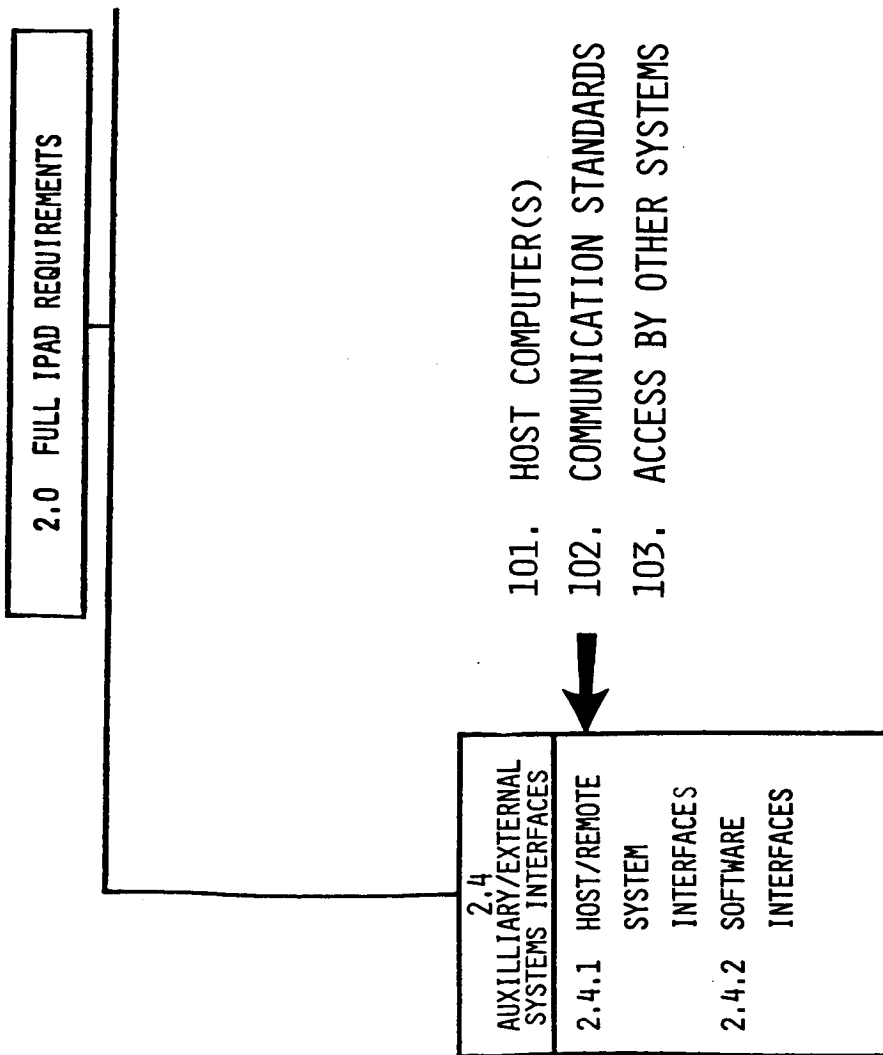 2.0 FULL IPAD REQUIREMENTS
2.4
AUXILLIARY/EXTERNAL
SYSTEMS INTERFACES
2.4.1 HOST/REMOTE
SYSTEM
INTERFACES
2.4.2 SOFTWARE
INTERFACES
101. HOST COMPUTER(S)
102. COMMUNICATION STANDARDS
103. ACCESS BY OTHER SYSTEMS